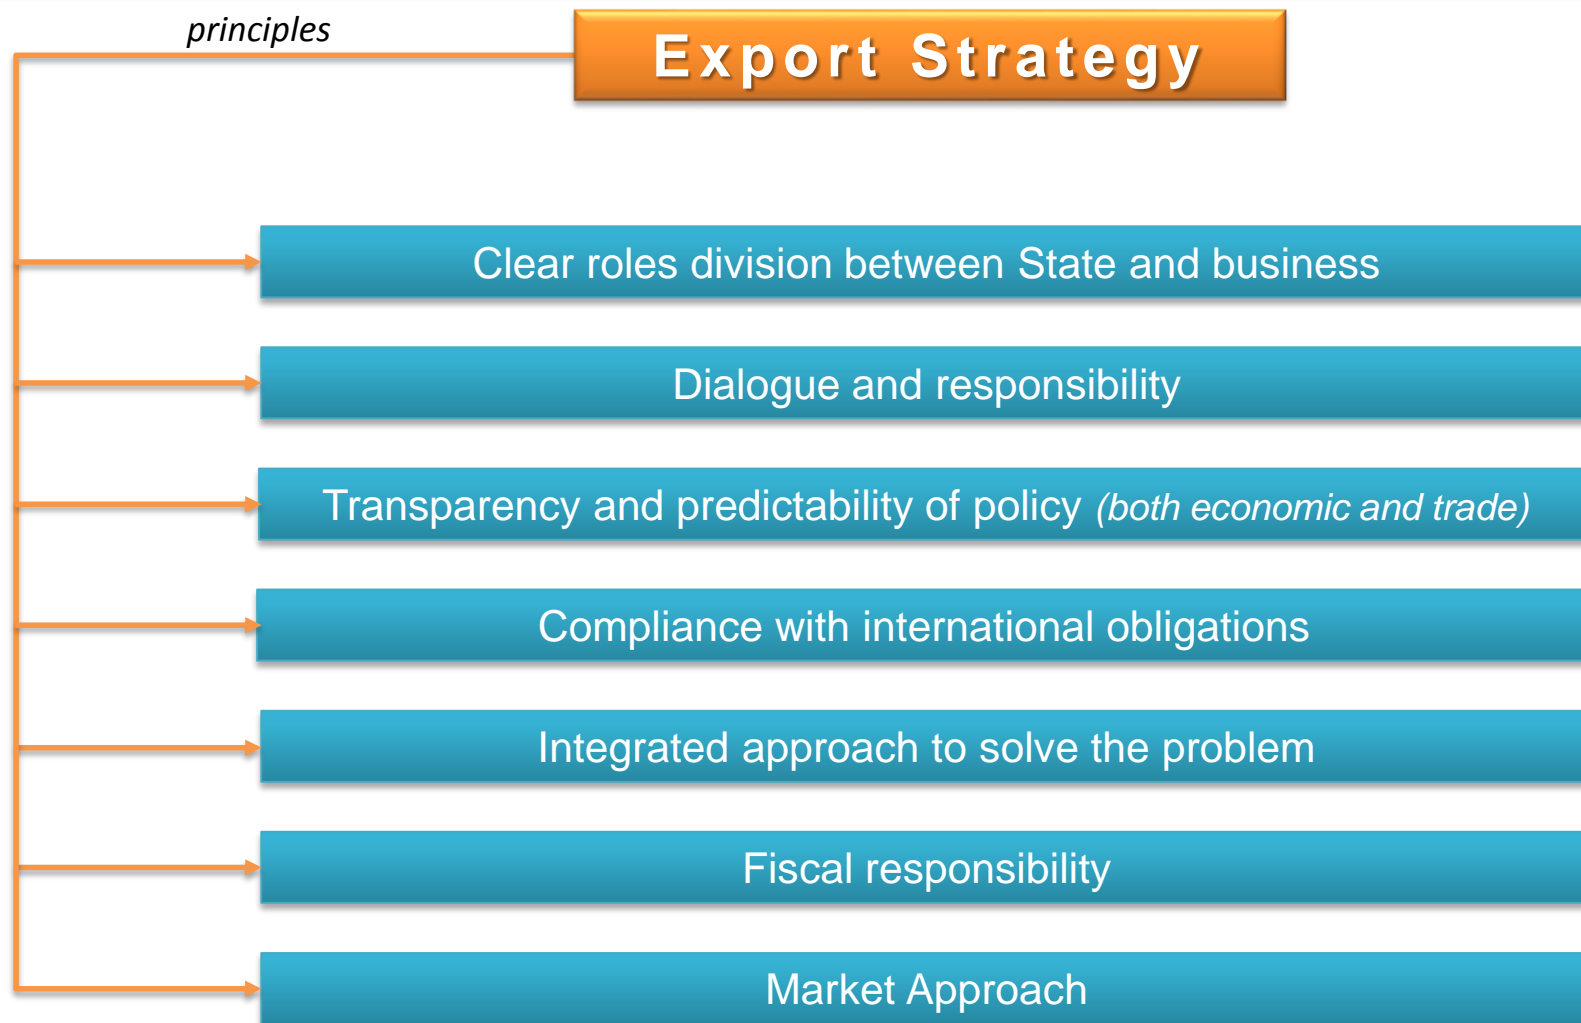 principles
Export Strategy
Clear roles division between State and business
Dialogue and responsibility
Transparency and predictability of policy (both economic and trade)
Compliance with international obligations
Integrated approach to solve the problem
Fiscal responsibility
Market Approach